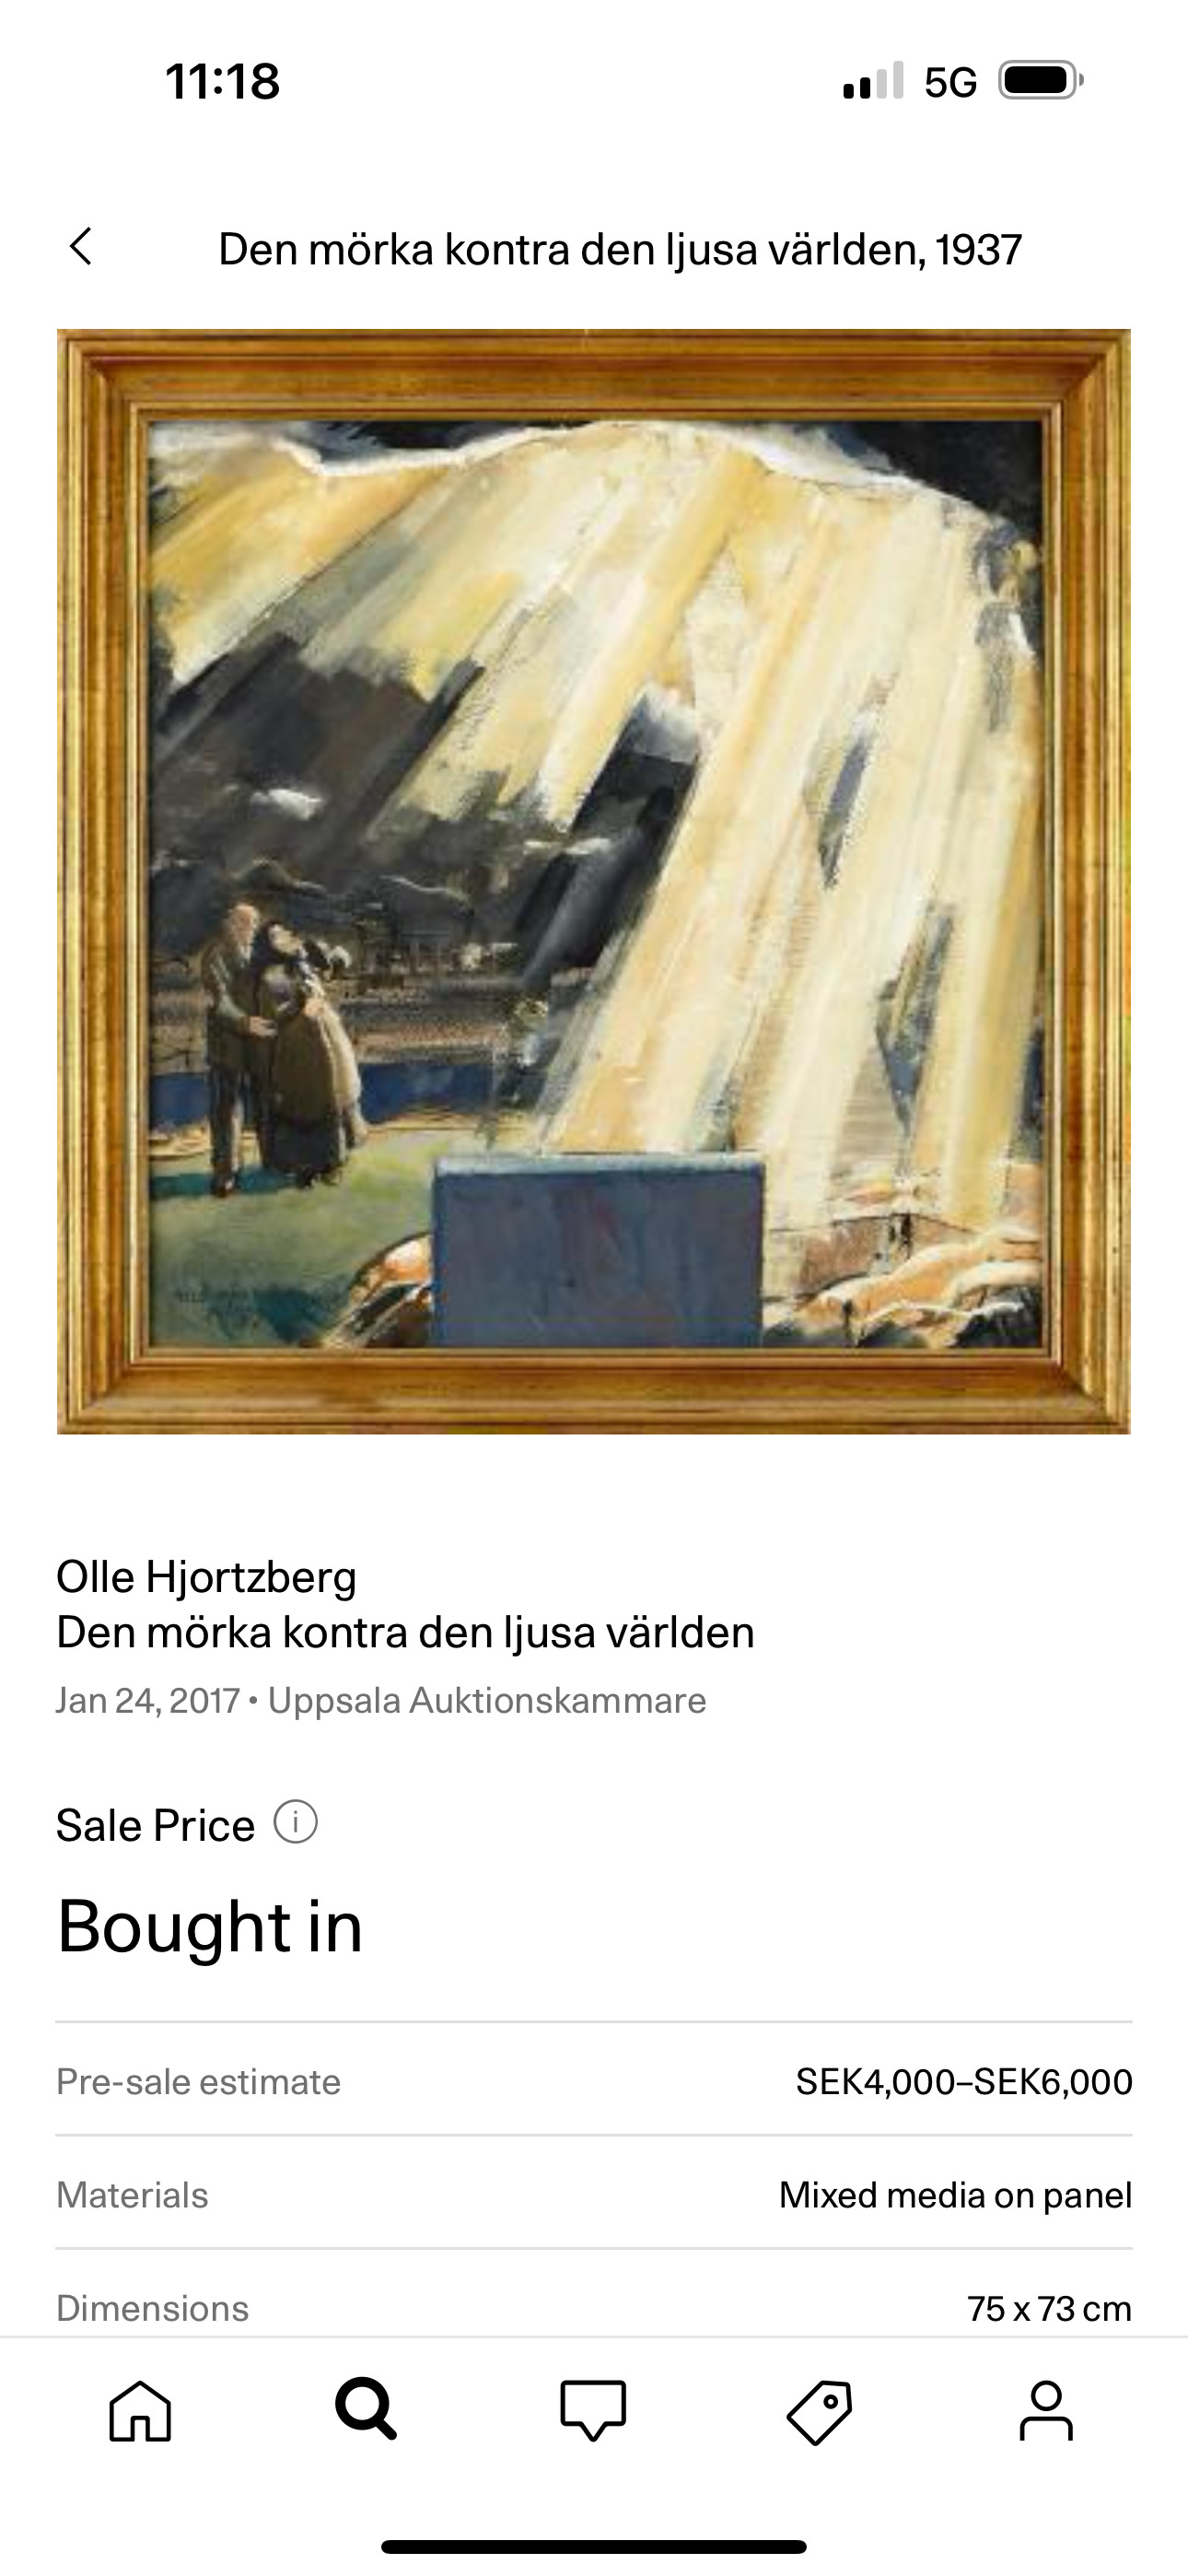 11:18
5G
Den mörka kontra den ljusa världen, 1937
Olle Hjortzberg
Den mörka kontra den ljusa världen
Jan 24, 2017 • Uppsala Auktionskammare
Sale Price
Bought in
Pre-sale estimate SEK4,000–SEK6,000
Materials Mixed media on panel
Dimensions 75 x 73 cm